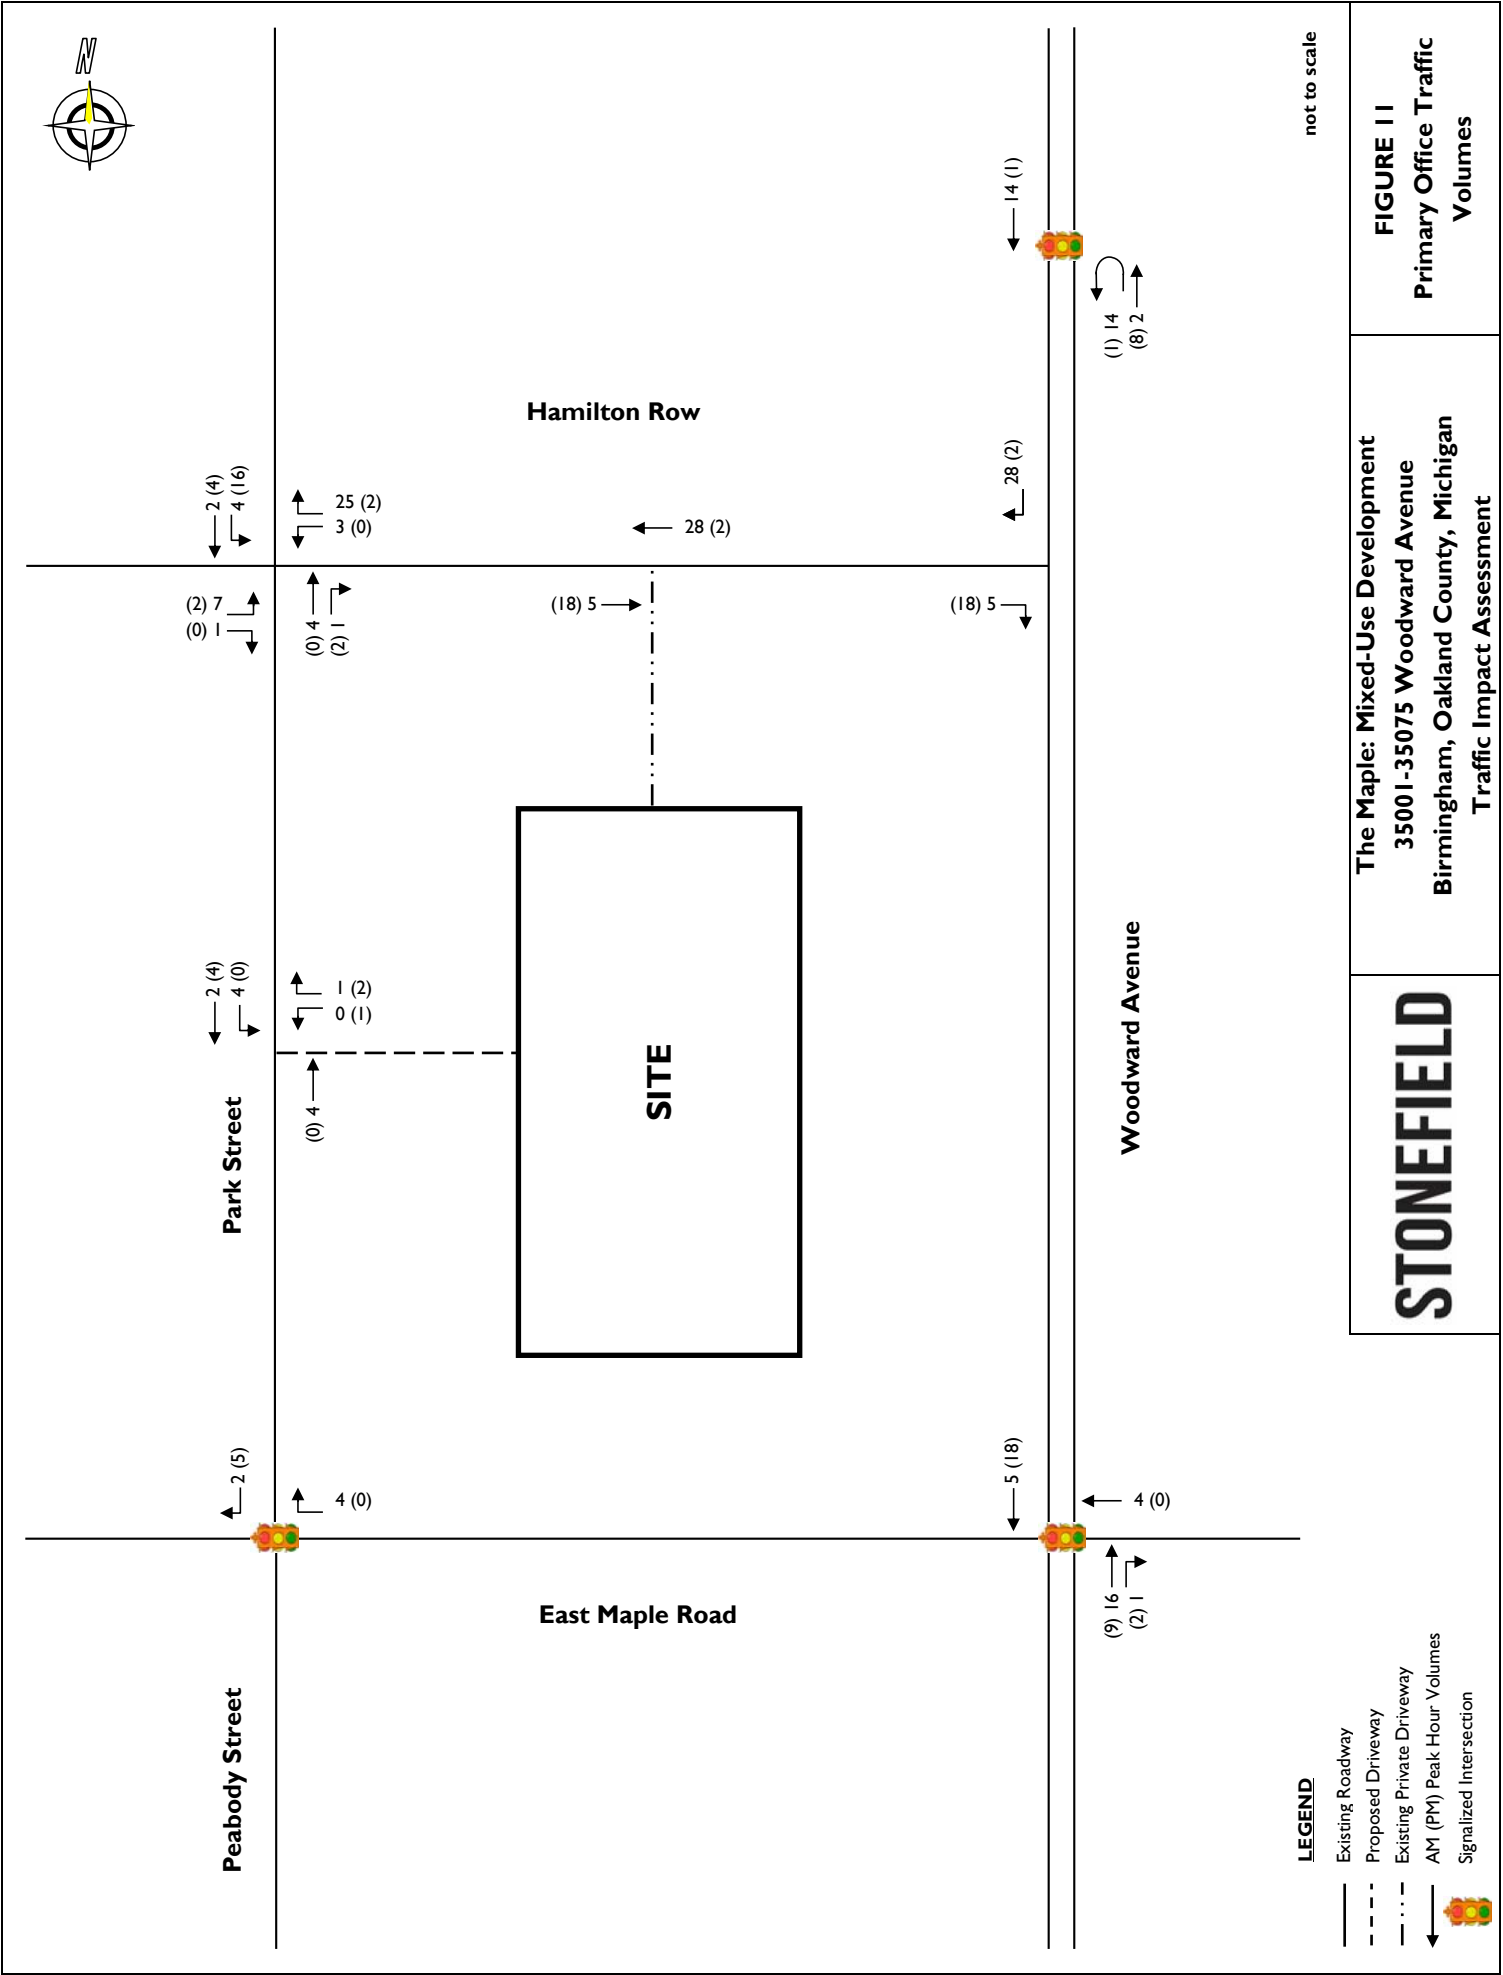 N
not to scale
14 (1)
(1) 14
(8) 2
Hamilton Row
2 (4)
4 (16)
25 (2)
3 (0)
28 (2)
28 (2)
(2) 7
(0) 1
(0) 4
(2) 1
(18) 5
(18) 5
2 (4)
4 (0)
1 (2)
0 (1)
(0) 4
Park Street
SITE
Woodward Avenue
2 (5)
4 (0)
5 (18)
4 (0)
(9) 16
(2) 1
East Maple Road
Peabody Street
LEGEND
Existing Roadway
Proposed Driveway
Existing Private Driveway
AM (PM) Peak Hour Volumes
Signalized Intersection
STONEFIELD
The Maple: Mixed-Use Development
35001-35075 Woodward Avenue
Birmingham, Oakland County, Michigan
Traffic Impact Assessment
FIGURE 11
Primary Office Traffic
Volumes